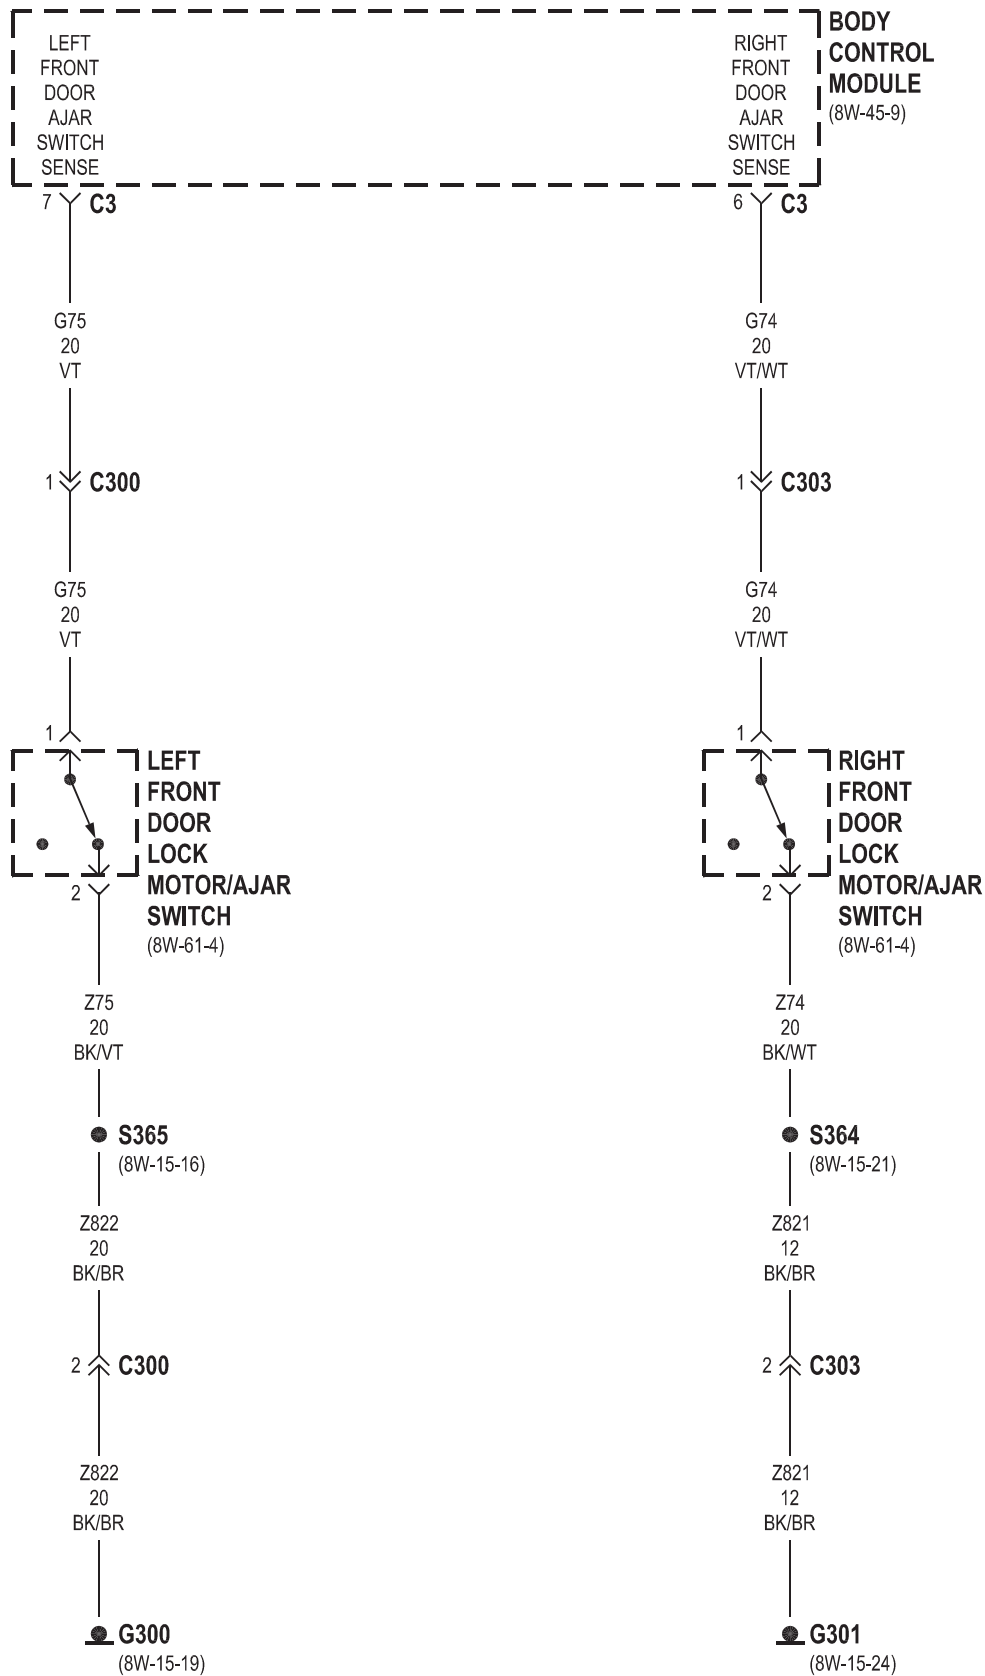 LEFT
FRONT
DOOR
AJAR
SWITCH
SENSE
RIGHT
FRONT
DOOR
AJAR
SWITCH
SENSE
BODY
CONTROL
MODULE
(8W-45-9)
7 C3
6 C3
G75
20
VT
G74
20
VT/WT
1 C300
1 C303
G75
20
VT
G74
20
VT/WT
1
LEFT
FRONT
DOOR
LOCK
MOTOR/AJAR
SWITCH
(8W-61-4)
2
1
RIGHT
FRONT
DOOR
LOCK
MOTOR/AJAR
SWITCH
(8W-61-4)
2
Z75
20
BK/VT
Z74
20
BK/WT
S365
(8W-15-16)
S364
(8W-15-21)
Z822
20
BK/BR
Z821
12
BK/BR
2 C300
2 C303
Z822
20
BK/BR
Z821
12
BK/BR
G300
(8W-15-19)
G301
(8W-15-24)